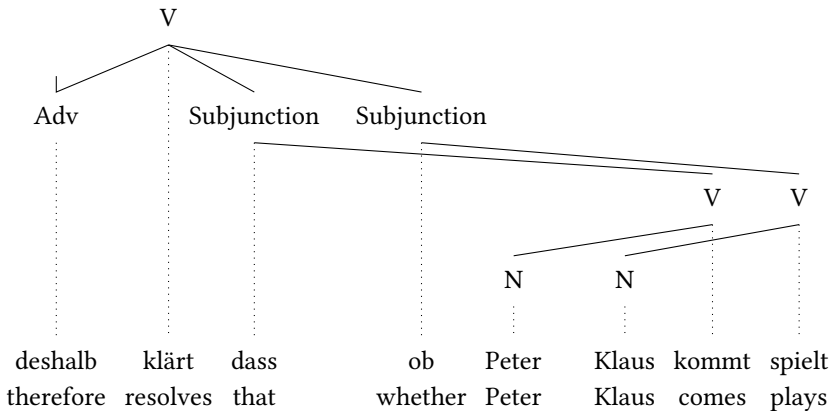 V
Adv Subjunction Subjunction
V V
N N
deshalb klärt dass ob Peter Klaus kommt spielt
therefore resolves that whether Peter Klaus comes plays